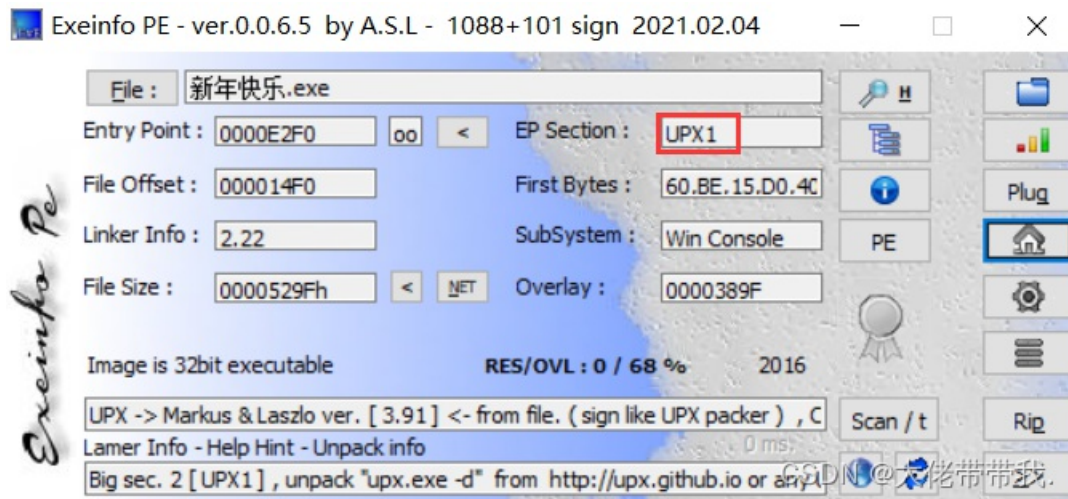 Exeinfo PE - ver.0.0.6.5 by A.S.L - 1088+101 sign 2021.02.04
Exeinfo Pe
File : 新年快乐.exe H
Entry Point : 0000E2F0 oo < EP Section : UPX1
File Offset : 000014F0 First Bytes : 60.BE.15.D0.40 Plug
Linker Info : 2.22 SubSystem : Win Console PE
File Size : 0000529Fh < NET Overlay : 0000389F
Image is 32bit executable RES/OVL : 0 / 68 % 2016
UPX -> Markus & Laszlo ver. [ 3.91 ] <- from file. ( sign like UPX packer ) , C Scan / t Rip
Lamer Info - Help Hint - Unpack info 0 ms.
Big sec. 2 [ UPX1 ] , unpack "upx.exe -d" from http://upx.github.io or any
CSDN @大佬带带我.